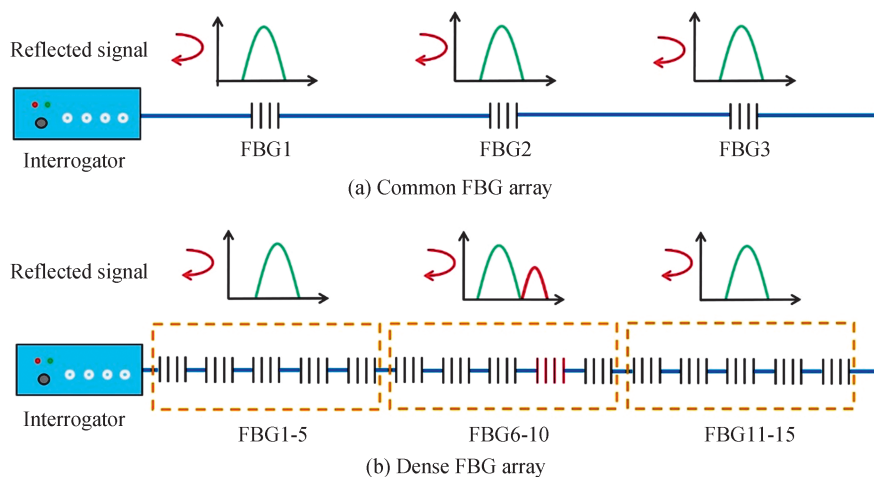 Reflected signal
Interrogator
FBG1
FBG2
FBG3
(a) Common FBG array
Reflected signal
Interrogator
FBG1-5
FBG6-10
FBG11-15
(b) Dense FBG array